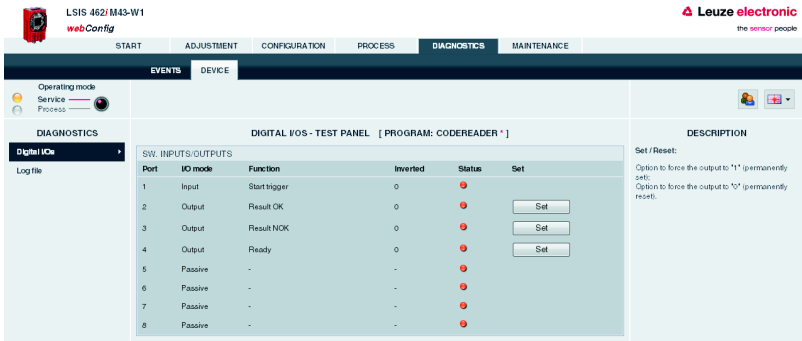 LSIS 462i M43-W1
webConfig
Leuze electronic
the sensor people
START ADJUSTMENT CONFIGURATION PROCESS DIAGNOSTICS MAINTENANCE
EVENTS DEVICE
Operating mode
Service
Process
DIAGNOSTICS
Digital I/Os
Log file
DIGITAL I/OS - TEST PANEL [ PROGRAM: CODEREADER * ]
SW. INPUTS/OUTPUTS
Port I/O mode Function Inverted Status Set
1 Input Start trigger 0
2 Output Result OK 0 Set
3 Output Result NOK 0 Set
4 Output Ready 0 Set
5 Passive - -
6 Passive - -
7 Passive - -
8 Passive - -
DESCRIPTION
Set / Reset:
Option to force the output to "1" (permanently
set);
Option to force the output to "0" (permanently
reset).